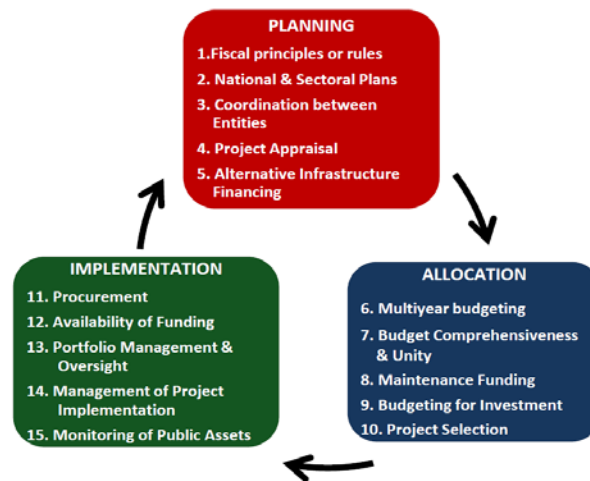 PLANNING
1.Fiscal principles or rules
2. National & Sectoral Plans
3. Coordination between
Entities
4. Project Appraisal
5. Alternative Infrastructure
Financing
IMPLEMENTATION
11. Procurement
12. Availability of Funding
13. Portfolio Management &
Oversight
14. Management of Project
Implementation
15. Monitoring of Public Assets
ALLOCATION
6. Multiyear budgeting
7. Budget Comprehensiveness
& Unity
8. Maintenance Funding
9. Budgeting for Investment
10. Project Selection